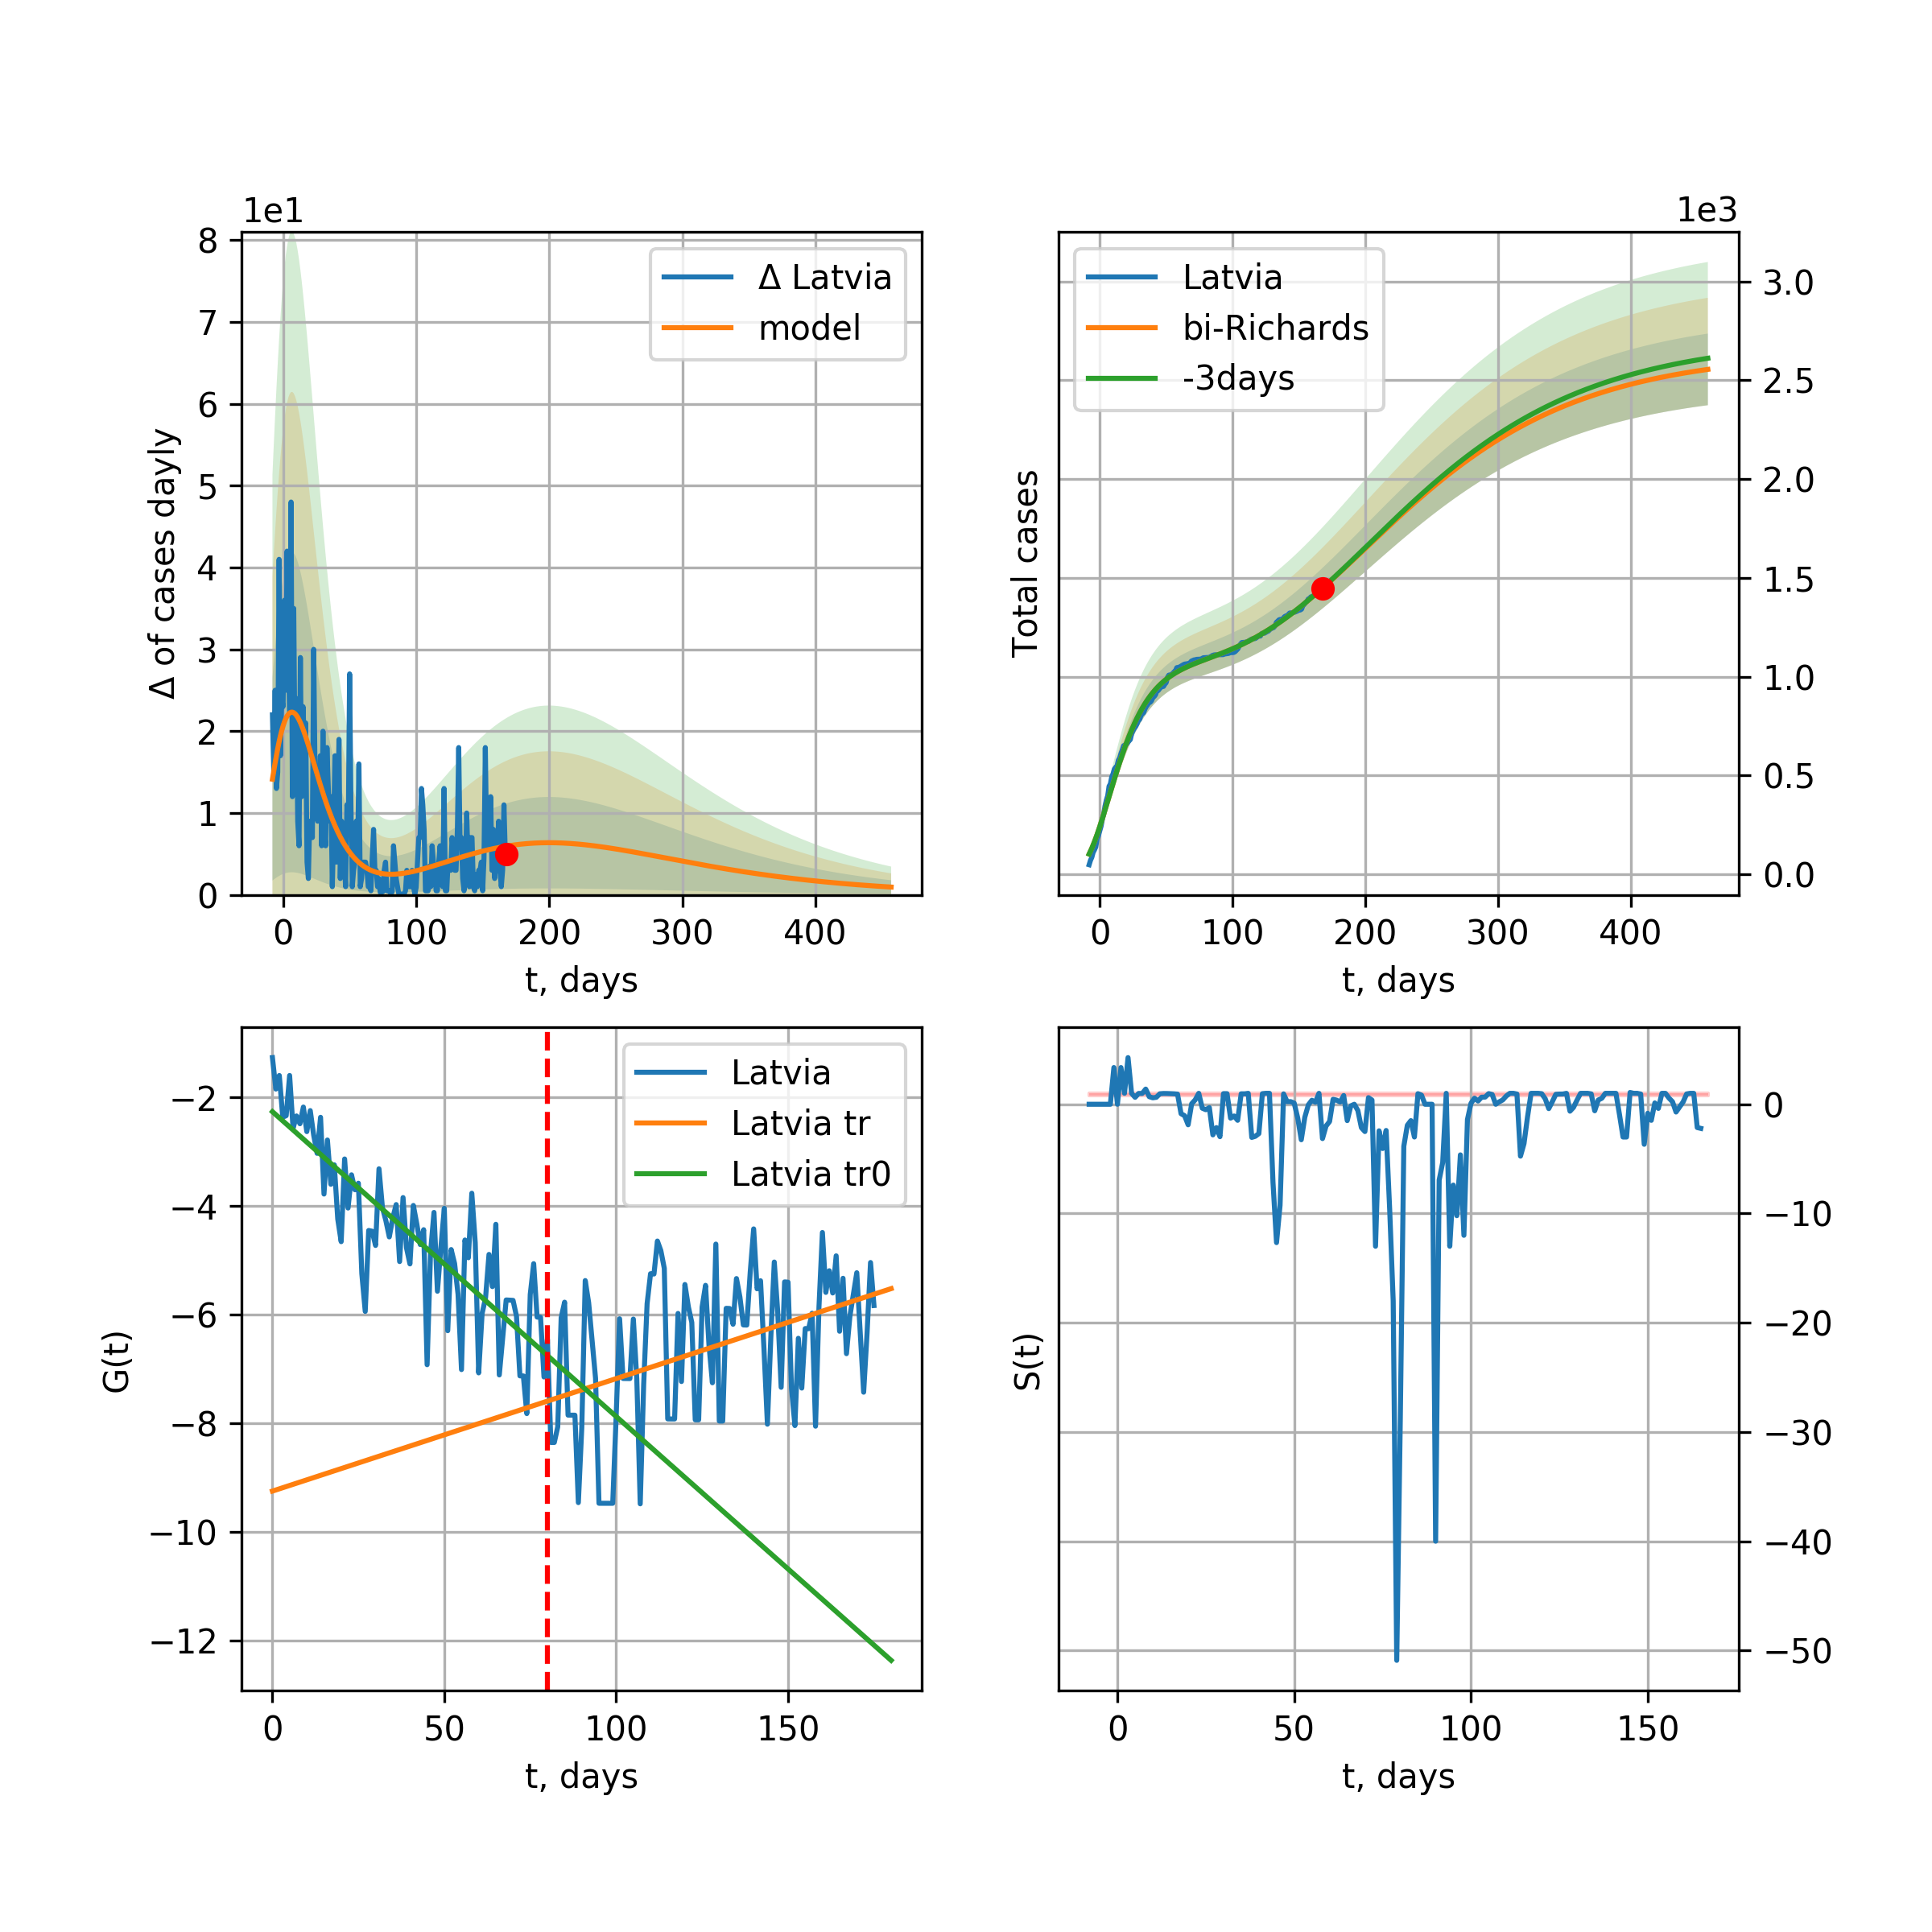 1e1
8
7
6
5
4
3
2
1
0
Δ of cases dayly
Δ Latvia
model
0 100 200 300 400
t, days
1e3
Latvia
bi-Richards
-3days
Total cases
3.0
2.5
2.0
1.5
1.0
0.5
0.0
0 100 200 300 400
t, days
−2
−4
−6
−8
−10
−12
G(t)
Latvia
Latvia tr
Latvia tr0
0 50 100 150
t, days
S(t)
0
−10
−20
−30
−40
−50
0 50 100 150
t, days